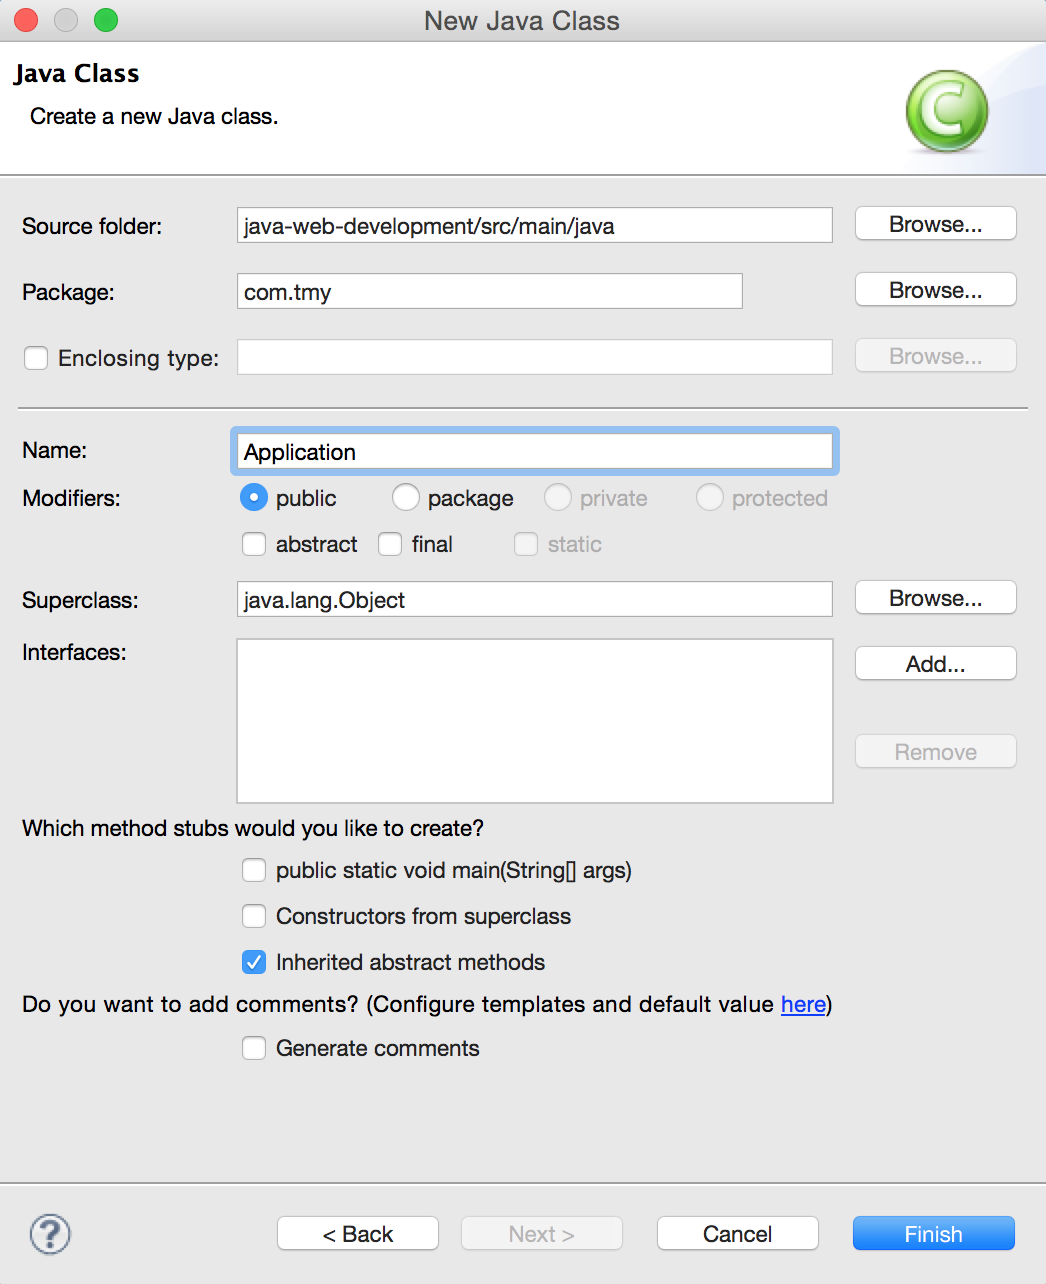 New Java Class
Java Class
Create a new Java class.
C
Source folder: java-web-development/src/main/java Browse...
Package: com.tmy Browse...
Enclosing type: Browse...
Name: Application
Modifiers: public package private protected
abstract final static
Superclass: java.lang.Object Browse...
Interfaces: Add...
Remove
Which method stubs would you like to create?
public static void main(String[] args)
Constructors from superclass
Inherited abstract methods
Do you want to add comments? (Configure templates and default value here)
Generate comments
? < Back Next > Cancel Finish